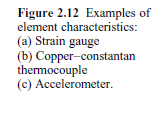 Figure 2.12 Examples of
element characteristics:
(a) Strain gauge
(b) Copper–constantan
thermocouple
(c) Accelerometer.